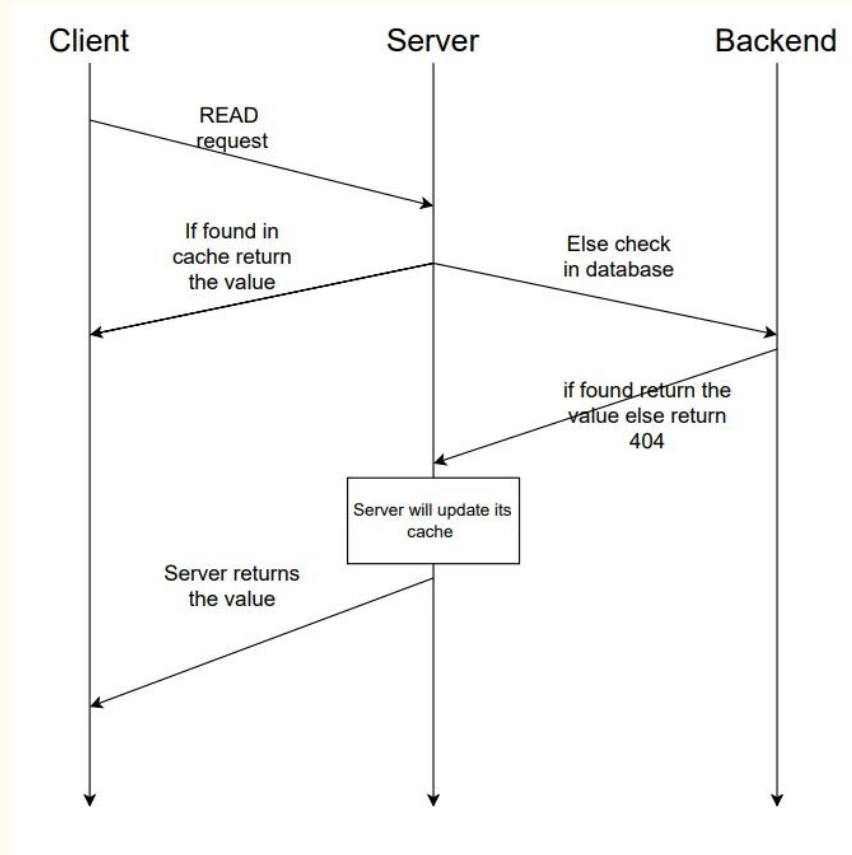 Client
Server
Backend
READ
request
If found in
cache return
the value
Else check
in database
if found return the
value else return
404
Server will update its
cache
Server returns
the value